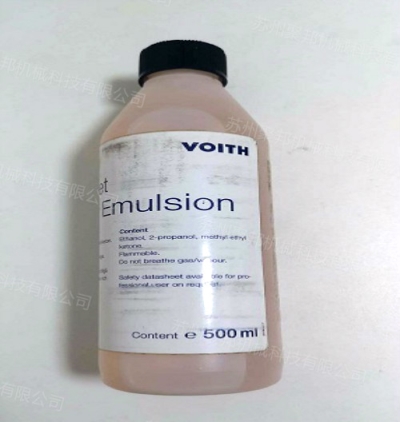 VOITH
et
Emulsion
Content
Ethanol, 2-propanol, methyl-ethyl
ketone.
Flammable.
Do not breathe gas/vapour.
Safety datasheet available for pro-
fessional user on request.
Content e 500 ml